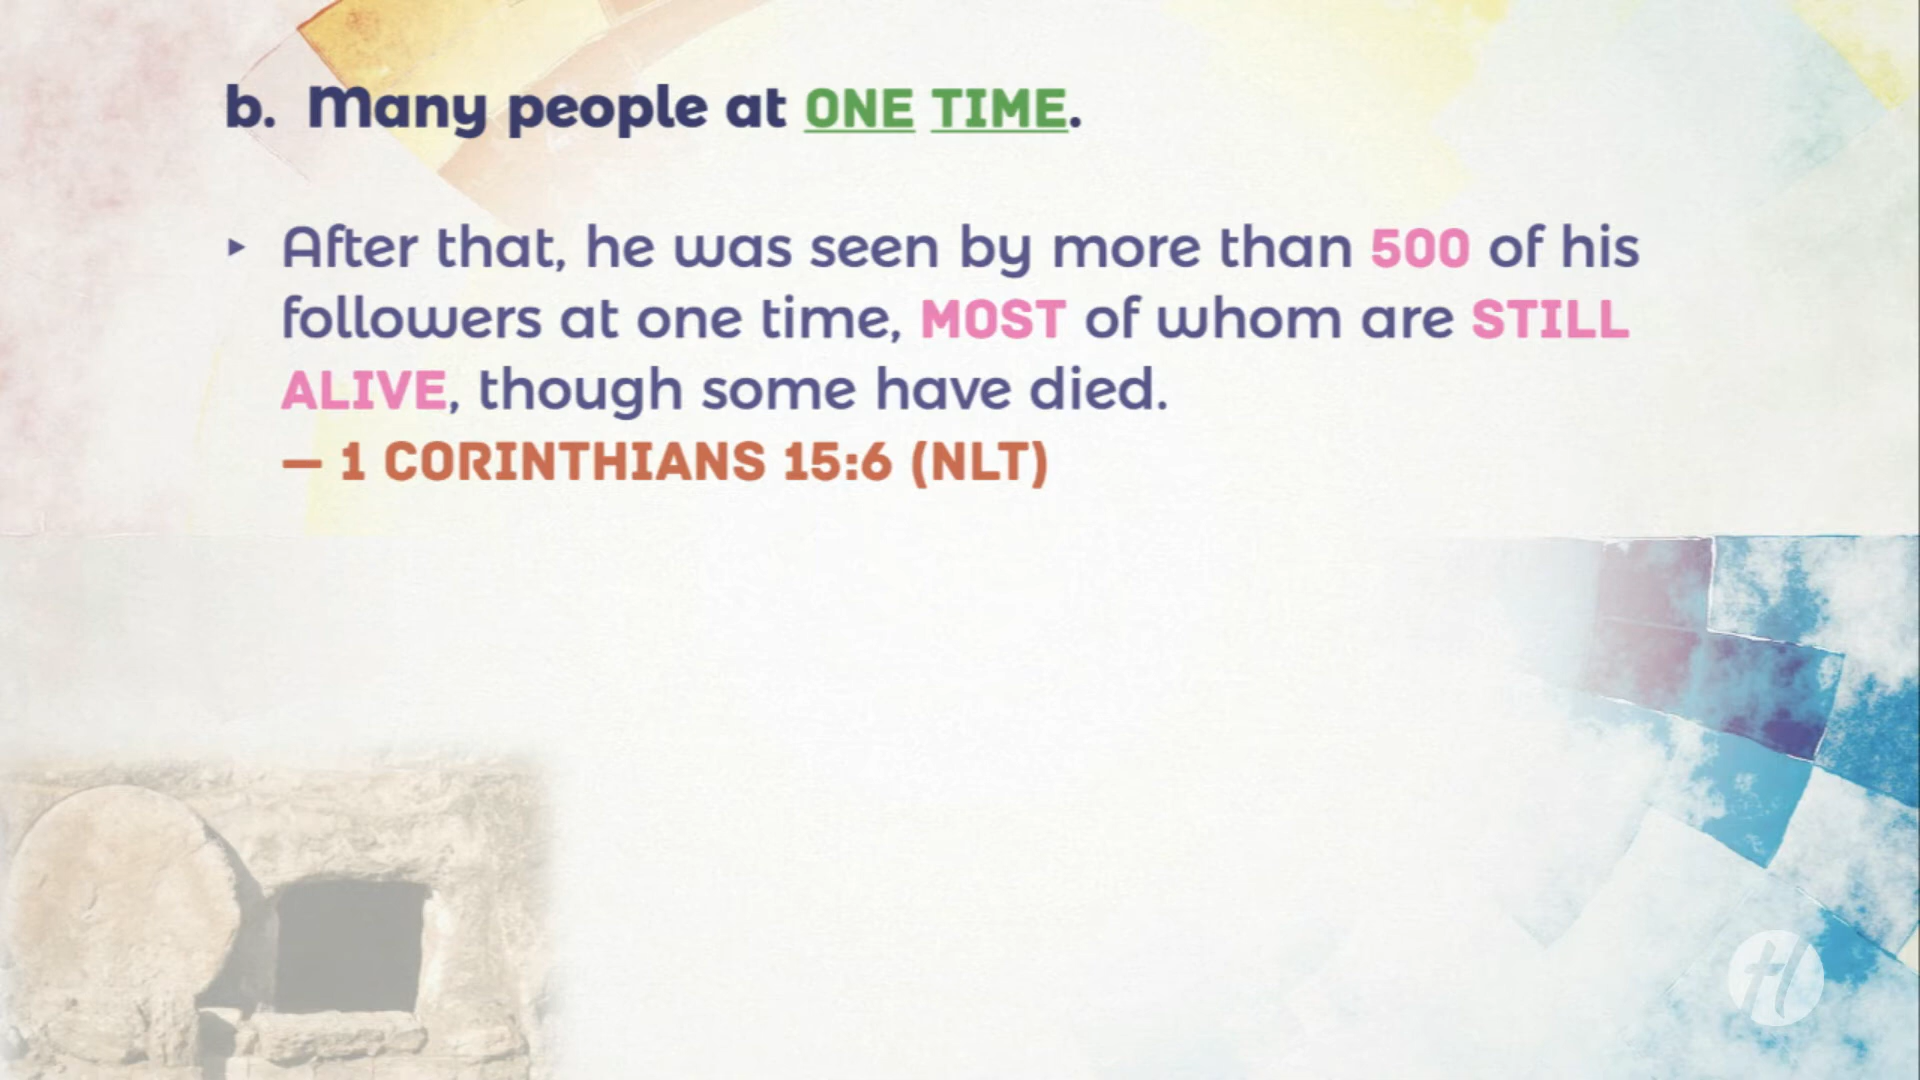 b. Many people at ONE TIME.
‣ After that, he was seen by more than 500 of his
followers at one time, MOST of whom are STILL
ALIVE, though some have died.
— 1 CORINTHIANS 15:6 (NLT)